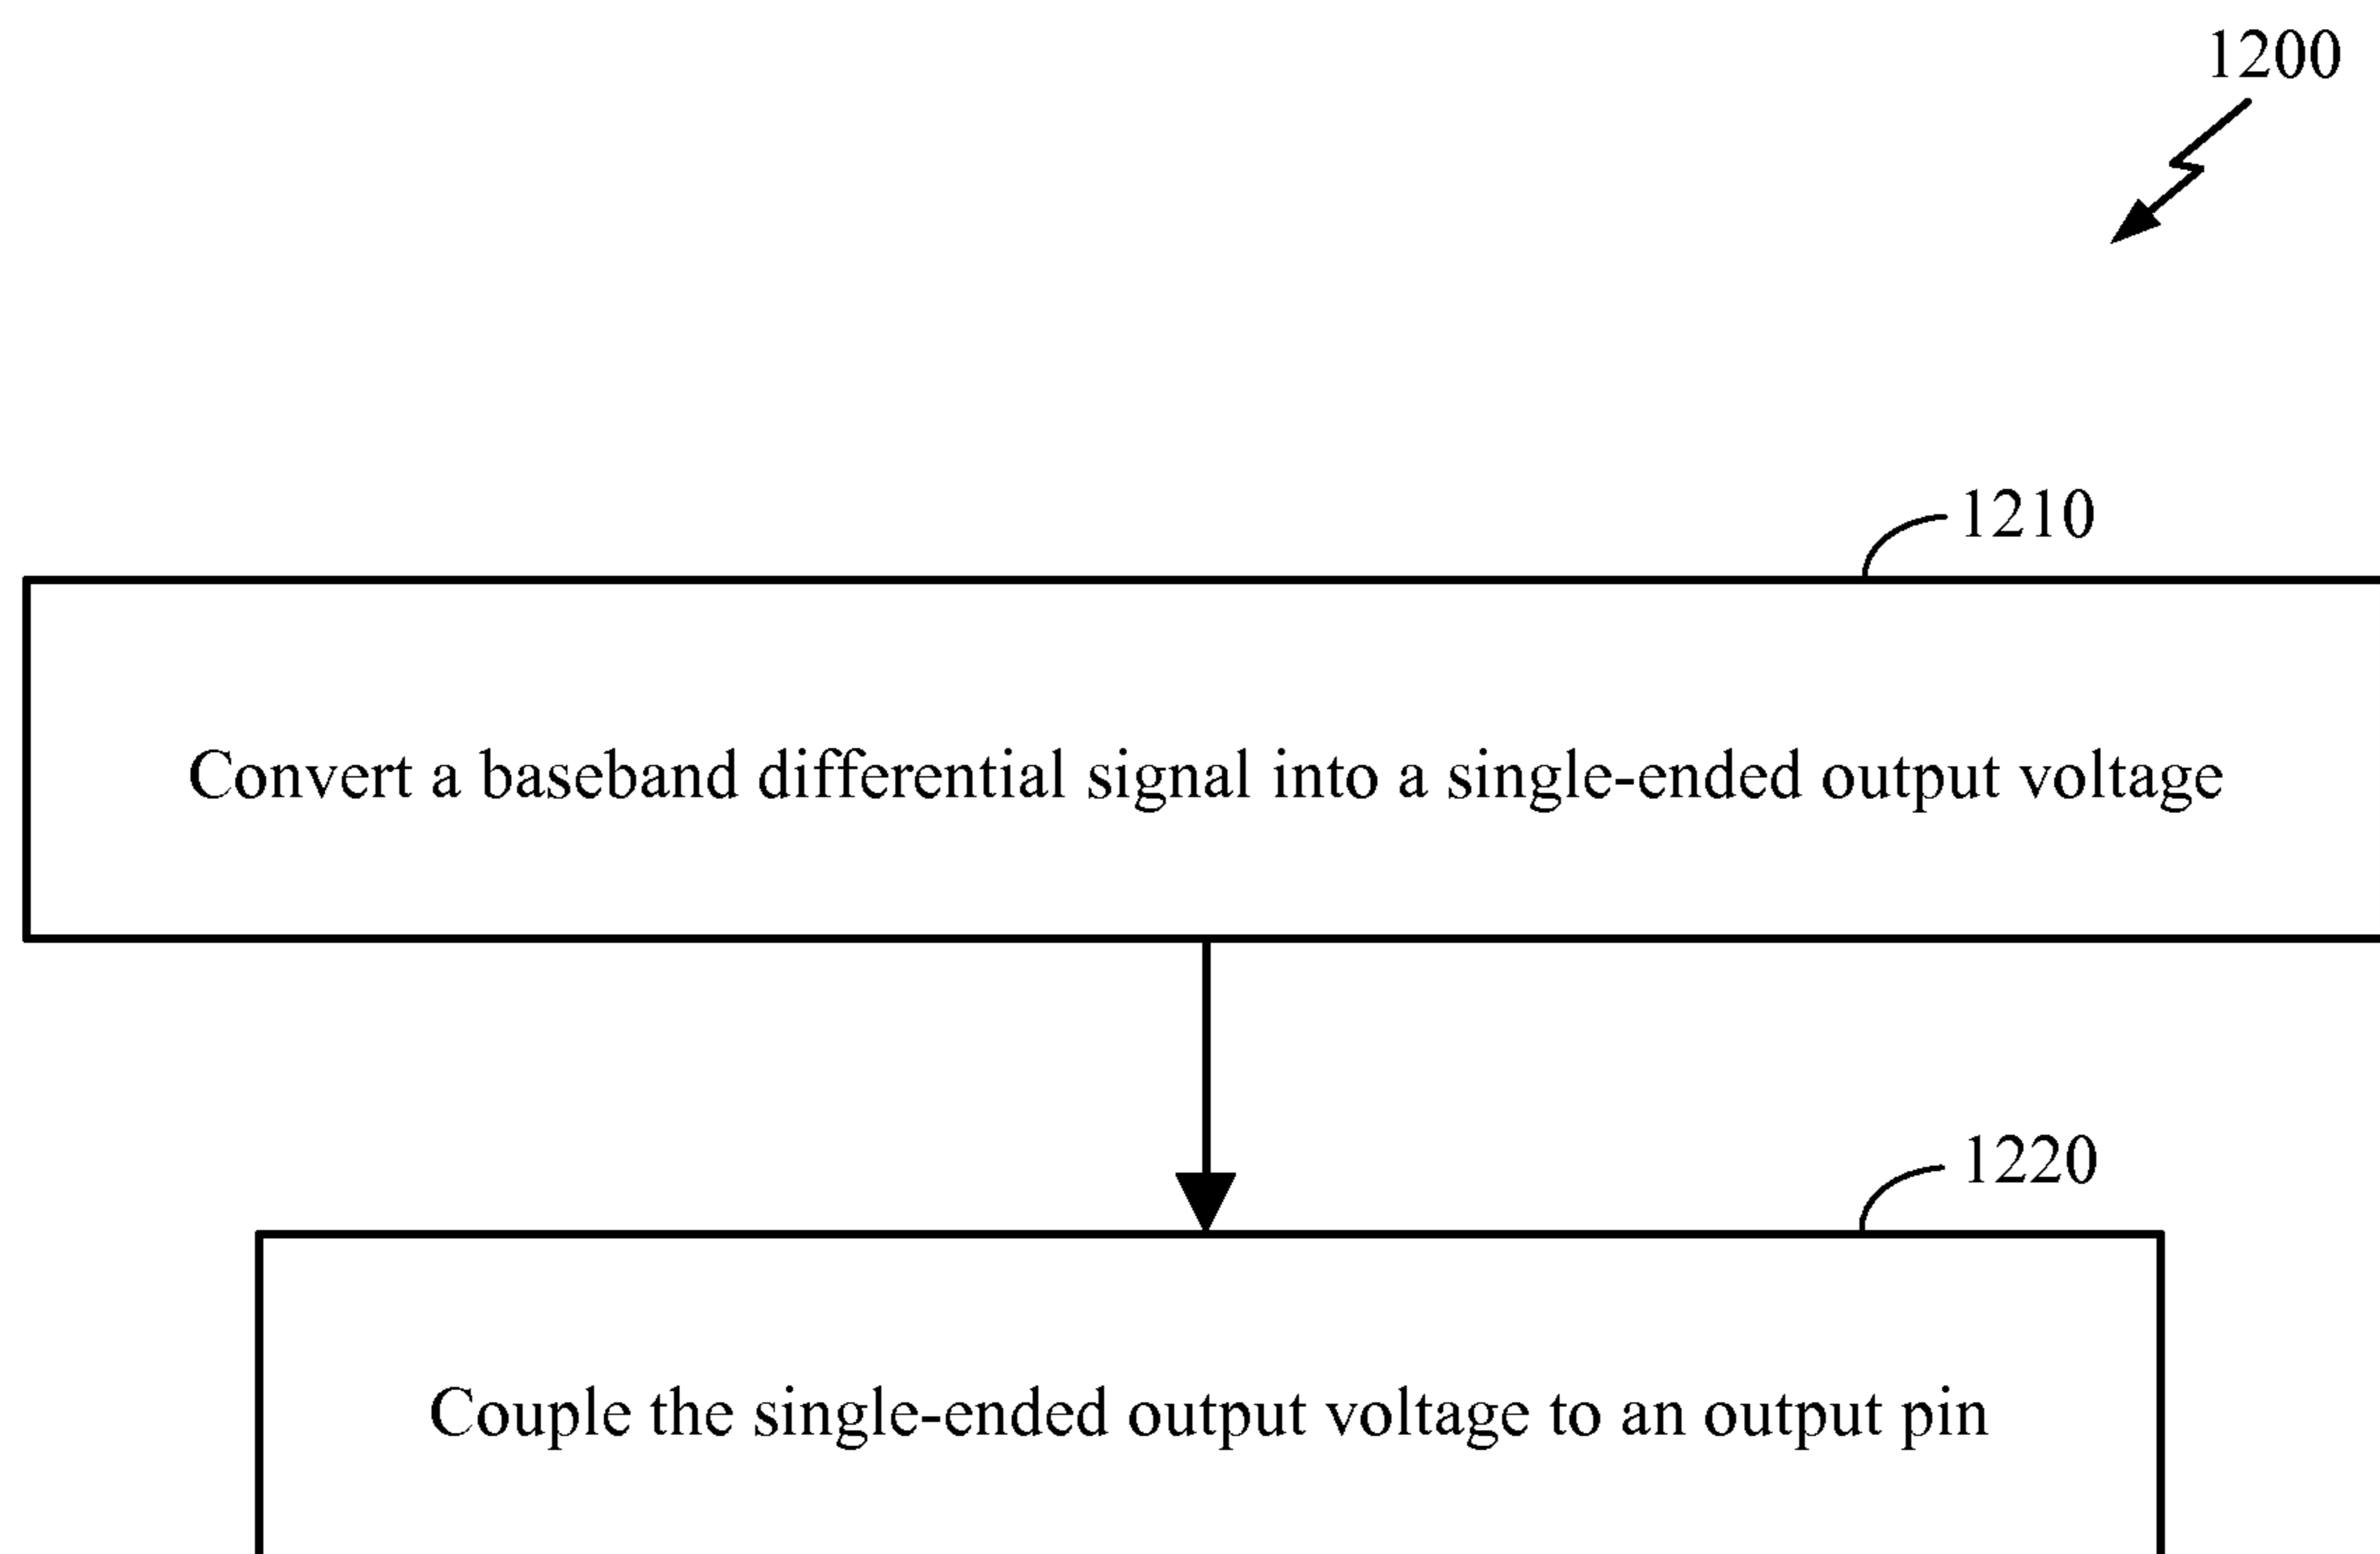 1200
1210
Convert a baseband differential signal into a single-ended output voltage
1220
Couple the single-ended output voltage to an output pin